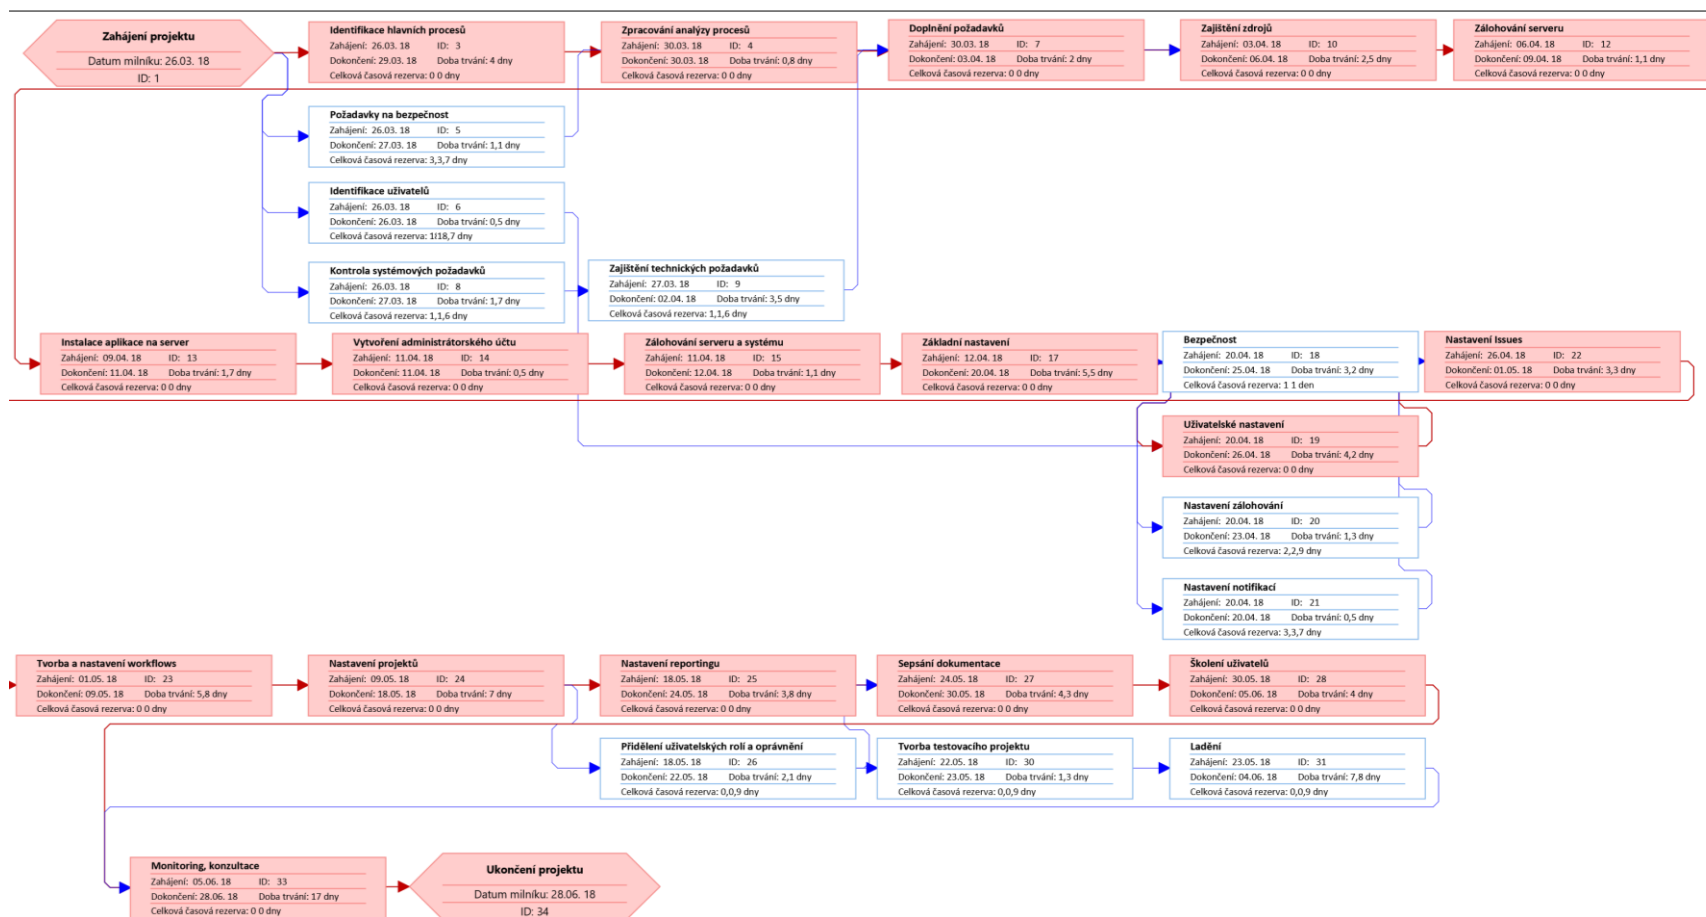 Zahájení projektu
Datum milníku: 26.03. 18
ID: 1
Identifikace hlavních procesů
Zahájení: 26.03. 18 ID: 3
Dokončení: 29.03. 18 Doba trvání: 4 dny
Celková časová rezerva: 0 0 dny
Zpracování analýzy procesů
Zahájení: 30.03. 18 ID: 4
Dokončení: 30.03. 18 Doba trvání: 0,8 dny
Celková časová rezerva: 0 0 dny
Doplnění požadavků
Zahájení: 30.03. 18 ID: 7
Dokončení: 03.04. 18 Doba trvání: 2 dny
Celková časová rezerva: 0 0 dny
Zajištění zdrojů
Zahájení: 03.04. 18 ID: 10
Dokončení: 06.04. 18 Doba trvání: 2,5 dny
Celková časová rezerva: 0 0 dny
Zálohování serveru
Zahájení: 06.04. 18 ID: 12
Dokončení: 09.04. 18 Doba trvání: 1,1 dny
Celková časová rezerva: 0 0 dny
Požadavky na bezpečnost
Zahájení: 26.03. 18 ID: 5
Dokončení: 27.03. 18 Doba trvání: 1,1 dny
Celková časová rezerva: 3,3,7 dny
Identifikace uživatelů
Zahájení: 26.03. 18 ID: 6
Dokončení: 26.03. 18 Doba trvání: 0,5 dny
Celková časová rezerva: 18,7 dny
Kontrola systémových požadavků
Zahájení: 26.03. 18 ID: 8
Dokončení: 27.03. 18 Doba trvání: 1,7 dny
Celková časová rezerva: 1,1,6 dny
Zajištění technických požadavků
Zahájení: 27.03. 18 ID: 9
Dokončení: 02.04. 18 Doba trvání: 3,5 dny
Celková časová rezerva: 1,1,6 dny
Instalace aplikace na server
Zahájení: 09.04. 18 ID: 13
Dokončení: 11.04. 18 Doba trvání: 1,7 dny
Celková časová rezerva: 0 0 dny
Vytvoření administrátorského účtu
Zahájení: 11.04. 18 ID: 14
Dokončení: 11.04. 18 Doba trvání: 0,5 dny
Celková časová rezerva: 0 0 dny
Zálohování serveru a systému
Zahájení: 11.04. 18 ID: 15
Dokončení: 12.04. 18 Doba trvání: 1,1 dny
Celková časová rezerva: 0 0 dny
Základní nastavení
Zahájení: 12.04. 18 ID: 17
Dokončení: 20.04. 18 Doba trvání: 5,5 dny
Celková časová rezerva: 0 0 dny
Bezpečnost
Zahájení: 20.04. 18 ID: 18
Dokončení: 25.04. 18 Doba trvání: 3,2 dny
Celková časová rezerva: 1 1 den
Nastavení Issues
Zahájení: 26.04. 18 ID: 22
Dokončení: 01.05. 18 Doba trvání: 3,3 dny
Celková časová rezerva: 0 0 dny
Uživatelské nastavení
Zahájení: 20.04. 18 ID: 19
Dokončení: 26.04. 18 Doba trvání: 4,2 dny
Celková časová rezerva: 0 0 dny
Nastavení zálohování
Zahájení: 20.04. 18 ID: 20
Dokončení: 23.04. 18 Doba trvání: 1,3 dny
Celková časová rezerva: 2,2,9 dny
Nastavení notifikací
Zahájení: 20.04. 18 ID: 21
Dokončení: 20.04. 18 Doba trvání: 0,5 dny
Celková časová rezerva: 3,3,7 dny
Tvorba a nastavení workflows
Zahájení: 01.05. 18 ID: 23
Dokončení: 09.05. 18 Doba trvání: 5,8 dny
Celková časová rezerva: 0 0 dny
Nastavení projektů
Zahájení: 09.05. 18 ID: 24
Dokončení: 18.05. 18 Doba trvání: 7 dny
Celková časová rezerva: 0 0 dny
Nastavení reportingu
Zahájení: 18.05. 18 ID: 25
Dokončení: 24.05. 18 Doba trvání: 3,8 dny
Celková časová rezerva: 0 0 dny
Sepsání dokumentace
Zahájení: 24.05. 18 ID: 27
Dokončení: 30.05. 18 Doba trvání: 4,3 dny
Celková časová rezerva: 0 0 dny
Školení uživatelů
Zahájení: 30.05. 18 ID: 28
Dokončení: 05.06. 18 Doba trvání: 4 dny
Celková časová rezerva: 0 0 dny
Přidělení uživatelských rolí a oprávnění
Zahájení: 18.05. 18 ID: 26
Dokončení: 22.05. 18 Doba trvání: 2,1 dny
Celková časová rezerva: 0,0,9 dny
Tvorba testovacího projektu
Zahájení: 22.05. 18 ID: 30
Dokončení: 23.05. 18 Doba trvání: 1,3 dny
Celková časová rezerva: 0,0,9 dny
Ladění
Zahájení: 23.05. 18 ID: 31
Dokončení: 04.06. 18 Doba trvání: 7,8 dny
Celková časová rezerva: 0,0,9 dny
Monitoring, konzultace
Zahájení: 05.06. 18 ID: 33
Dokončení: 28.06. 18 Doba trvání: 17 dny
Celková časová rezerva: 0 0 dny
Ukončení projektu
Datum milníku: 28.06. 18
ID: 34